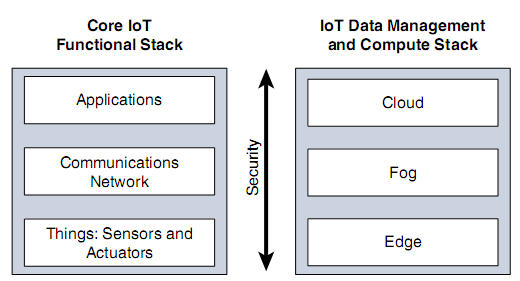 Core IoT
Functional Stack
Applications
Communications
Network
Things: Sensors and
Actuators
Security
IoT Data Management
and Compute Stack
Cloud
Fog
Edge